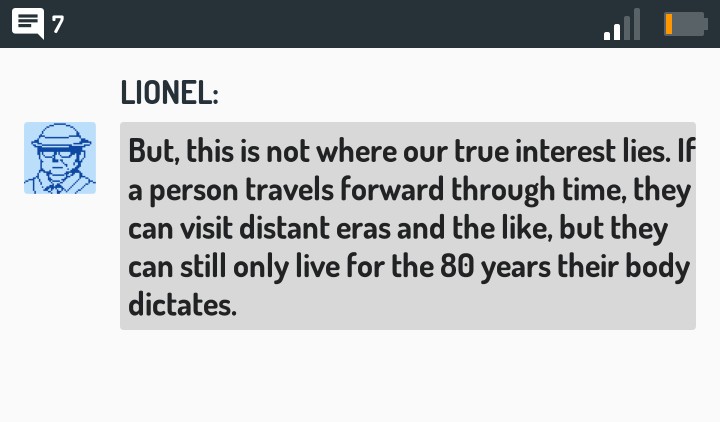 7
LIONEL:
But, this is not where our true interest lies. If
a person travels forward through time, they
can visit distant eras and the like, but they
can still only live for the 80 years their body
dictates.